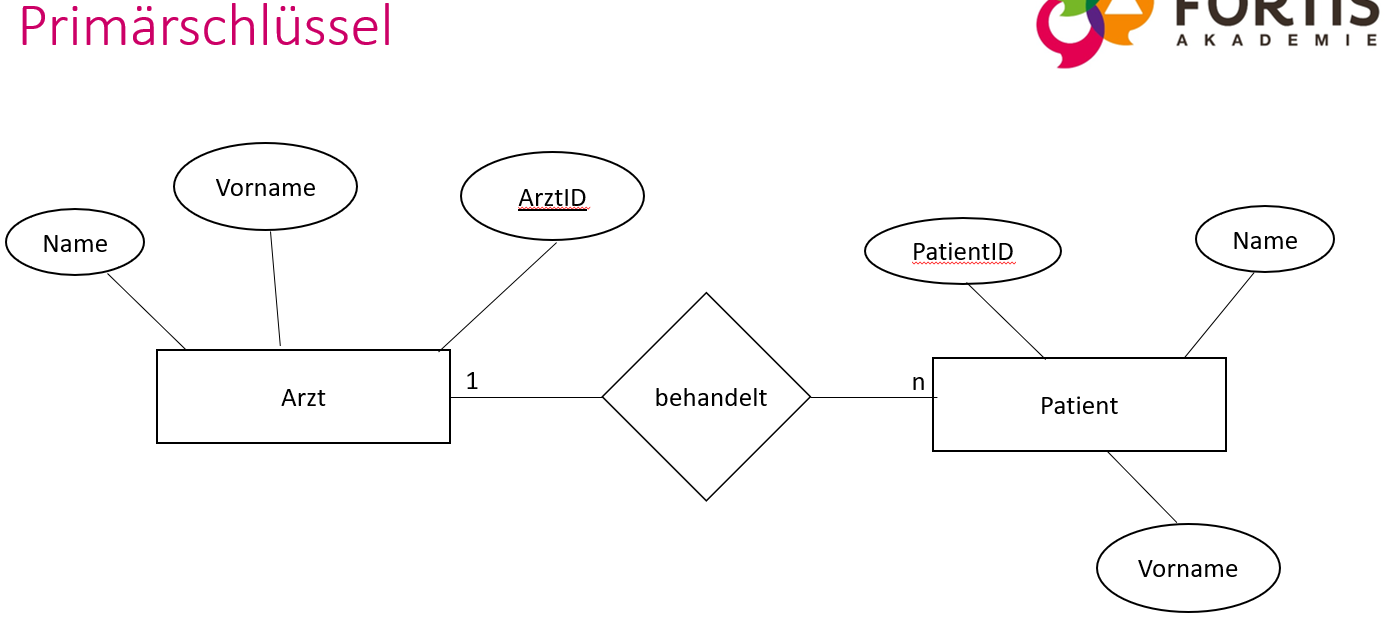 Primärschlüssel
FORTIS
AKADEMIE
Vorname
ArztID
Name
PatientID
Name
Arzt
1
behandelt
n
Patient
Vorname